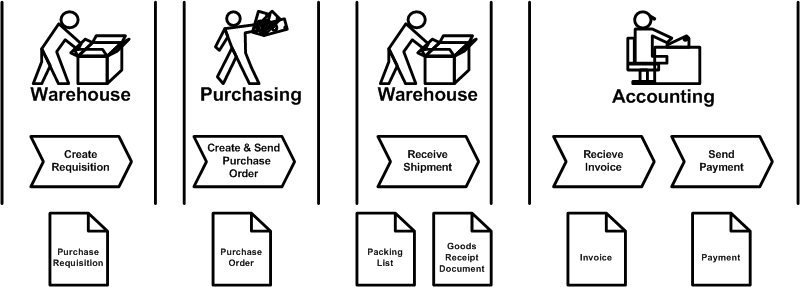 Warehouse
Purchasing
Warehouse
Accounting
Create
Requisition
Create & Send
Purchase
Order
Receive
Shipment
Recieve
Invoice
Send
Payment
Purchase
Requisition
Purchase
Order
Packing
List
Goods
Receipt
Document
Invoice
Payment